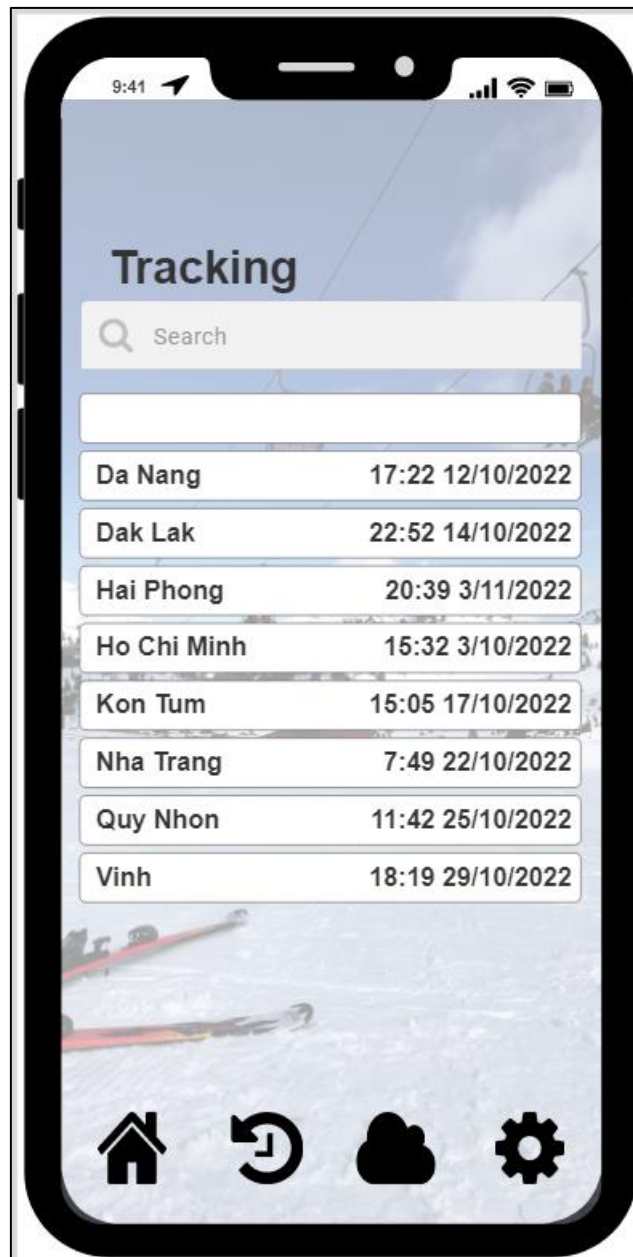 9:41
Tracking
Search
Da Nang 17:22 12/10/2022
Dak Lak 22:52 14/10/2022
Hai Phong 20:39 3/11/2022
Ho Chi Minh 15:32 3/10/2022
Kon Tum 15:05 17/10/2022
Nha Trang 7:49 22/10/2022
Quy Nhon 11:42 25/10/2022
Vinh 18:19 29/10/2022